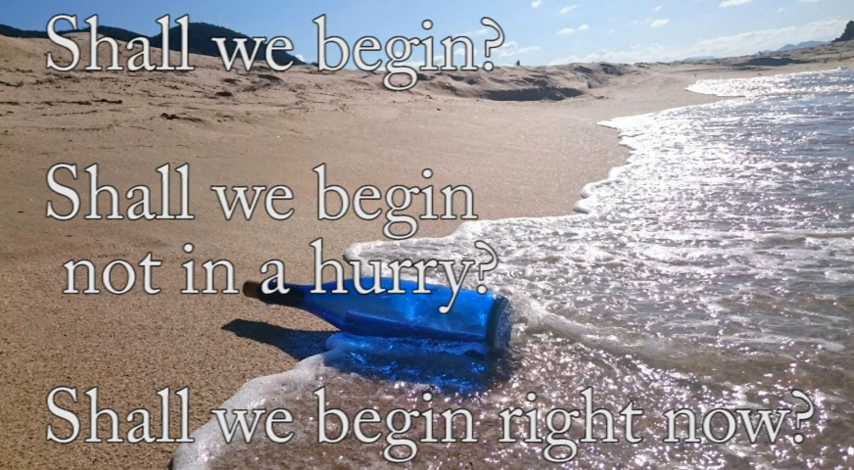 Shall we begin?
Shall we begin
not in a hurry?
Shall we begin right now?